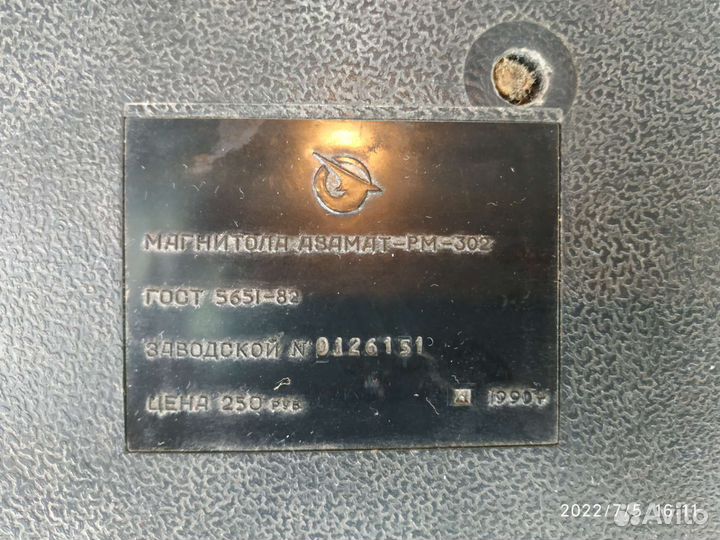 МАГНИТОЛА АЗАМАТ-РМ-302
ГОСТ 5651-82
ЗАВОДСКОЙ № 0126151
ЦЕНА 250 РУБ 1990г
2022/7/5 16:11
Avito